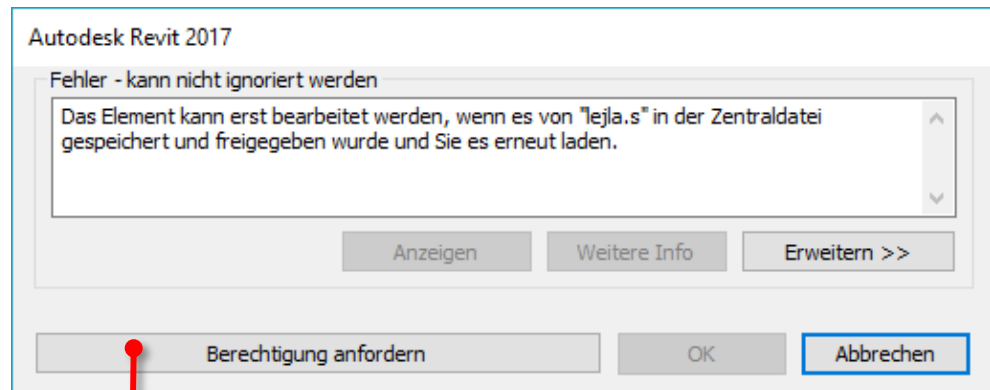 Autodesk Revit 2017
Fehler - kann nicht ignoriert werden
Das Element kann erst bearbeitet werden, wenn es von "lejla.s" in der Zentraldatei
gespeichert und freigegeben wurde und Sie es erneut laden.
Anzeigen Weitere Info Erweitern >>
Berechtigung anfordern OK Abbrechen